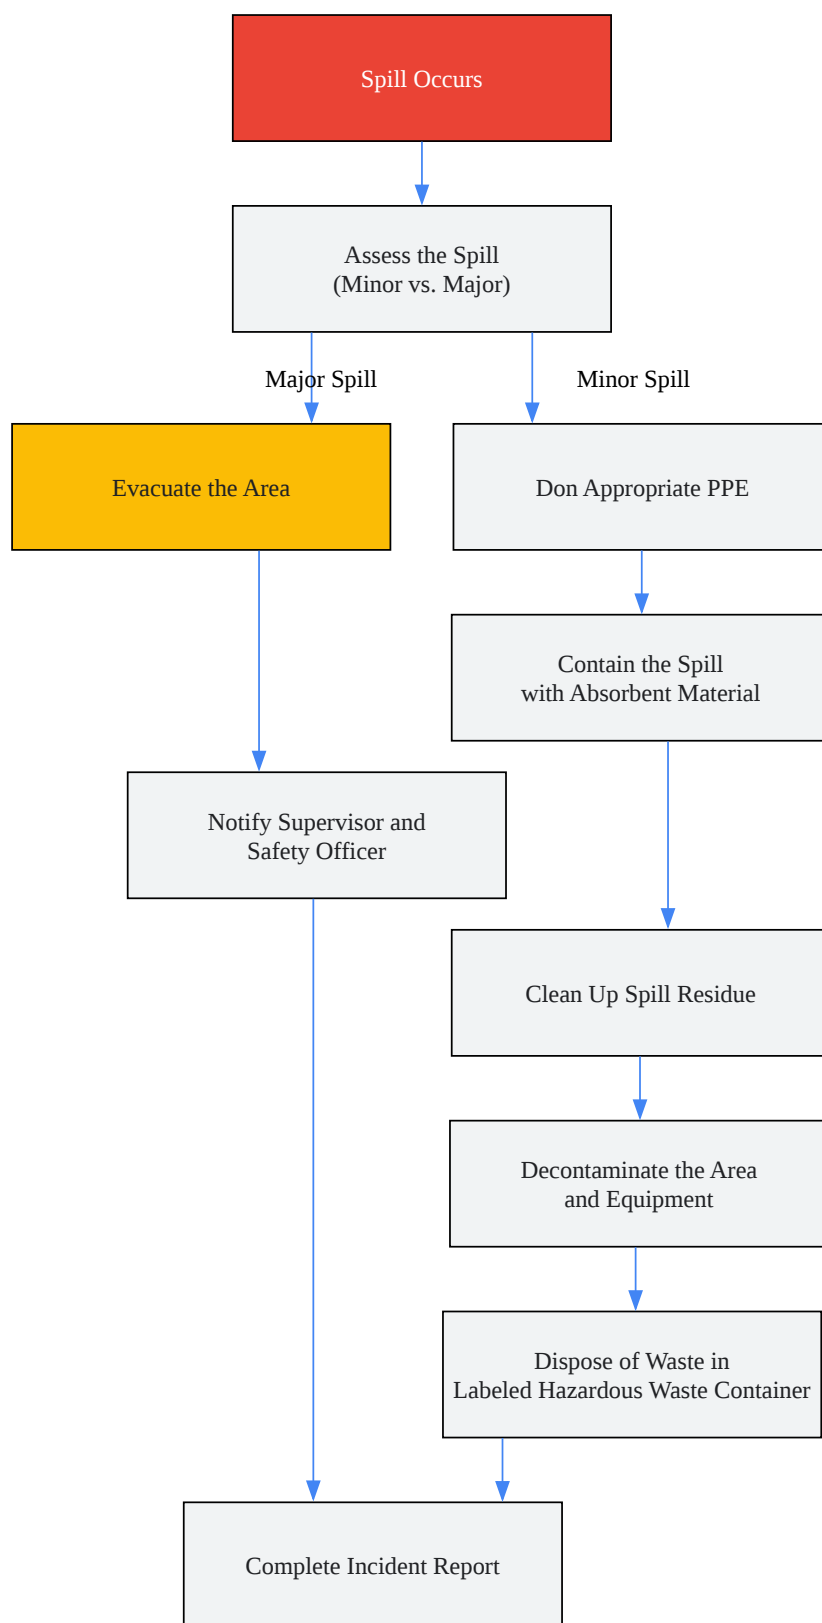 Spill Occurs
Assess the Spill
(Minor vs. Major)
Major Spill
Minor Spill
Evacuate the Area
Don Appropriate PPE
Contain the Spill
with Absorbent Material
Notify Supervisor and
Safety Officer
Clean Up Spill Residue
Decontaminate the Area
and Equipment
Dispose of Waste in
Labeled Hazardous Waste Container
Complete Incident Report